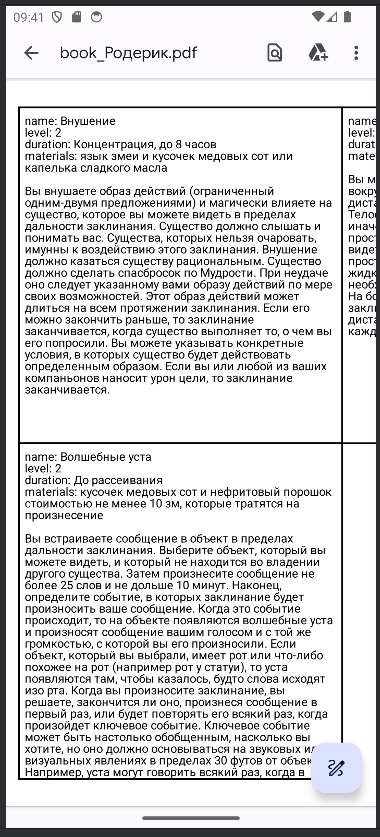 09:41
book_Родерик.pdf
name: Внушение
level: 2
duration: Концентрация, до 8 часов
materials: язык змеи и кусочек медовых сот или
капелька сладкого масла
Вы внушаете образ действий (ограниченный
одним-двумя предложениями) и магически влияете на
существо, которое вы можете видеть в пределах
дальности заклинания. Существо должно слышать и
понимать вас. Существа, которых нельзя очаровать,
имунны к воздействию этого заклинания. Внушение
должно казаться существу рациональным. Существо
должно сделать спасбросок по Мудрости. При неудаче
оно следует указанному вами образу действий по мере
своих возможностей. Этот образ действий может
длиться на всем протяжении заклинания. Если его
можно закончить раньше, то заклинание
заканчивается, когда существо выполняет то, о чем вы
его попросили. Вы можете указывать конкретные
условия, в которых существо будет действовать
определенным образом. Если вы или любой из ваших
компаньонов наносит урон цели, то заклинание
заканчивается.
name
level:
durat
mate
Вы м
вокру
диста
Тело
инач
прос
виде
прос
жидк
необ
На бо
закл
диста
кажд
name: Волшебные уста
level: 2
duration: До рассеивания
materials: кусочек медовых сот и нефритовый порошок
стоимостью не менее 10 зм, которые тратятся на
произнесение
Вы встраиваете сообщение в объект в пределах
дальности заклинания. Выберите объект, который вы
можете видеть, и который не находится во владении
другого существа. Затем произнесите сообщение не
более 25 слов и не дольше 10 минут. Наконец,
определите событие, в которых заклинание будет
произносить ваше сообщение. Когда это событие
происходит, то на объекте появляются волшебные уста
и произносят сообщение вашим голосом и с той же
громкостью, с которой вы его произносили. Если
объект, который вы выбрали, имеет рот или что-либо
похожее на рот (например рот у статуи), то уста
появляются там, чтобы казалось, будто слова исходят
изо рта. Когда вы произносите заклинание, вы
решаете, закончится ли оно, произнеся сообщение в
первый раз, или будет повторять его всякий раз, когда
произойдет ключевое событие. Ключевое событие
может быть настолько обобщенным, насколько вы
хотите, но оно должно основываться на звуковых ил
визуальных явлениях в пределах 30 футов от объек
Например, уста могут говорить всякий раз, когда в